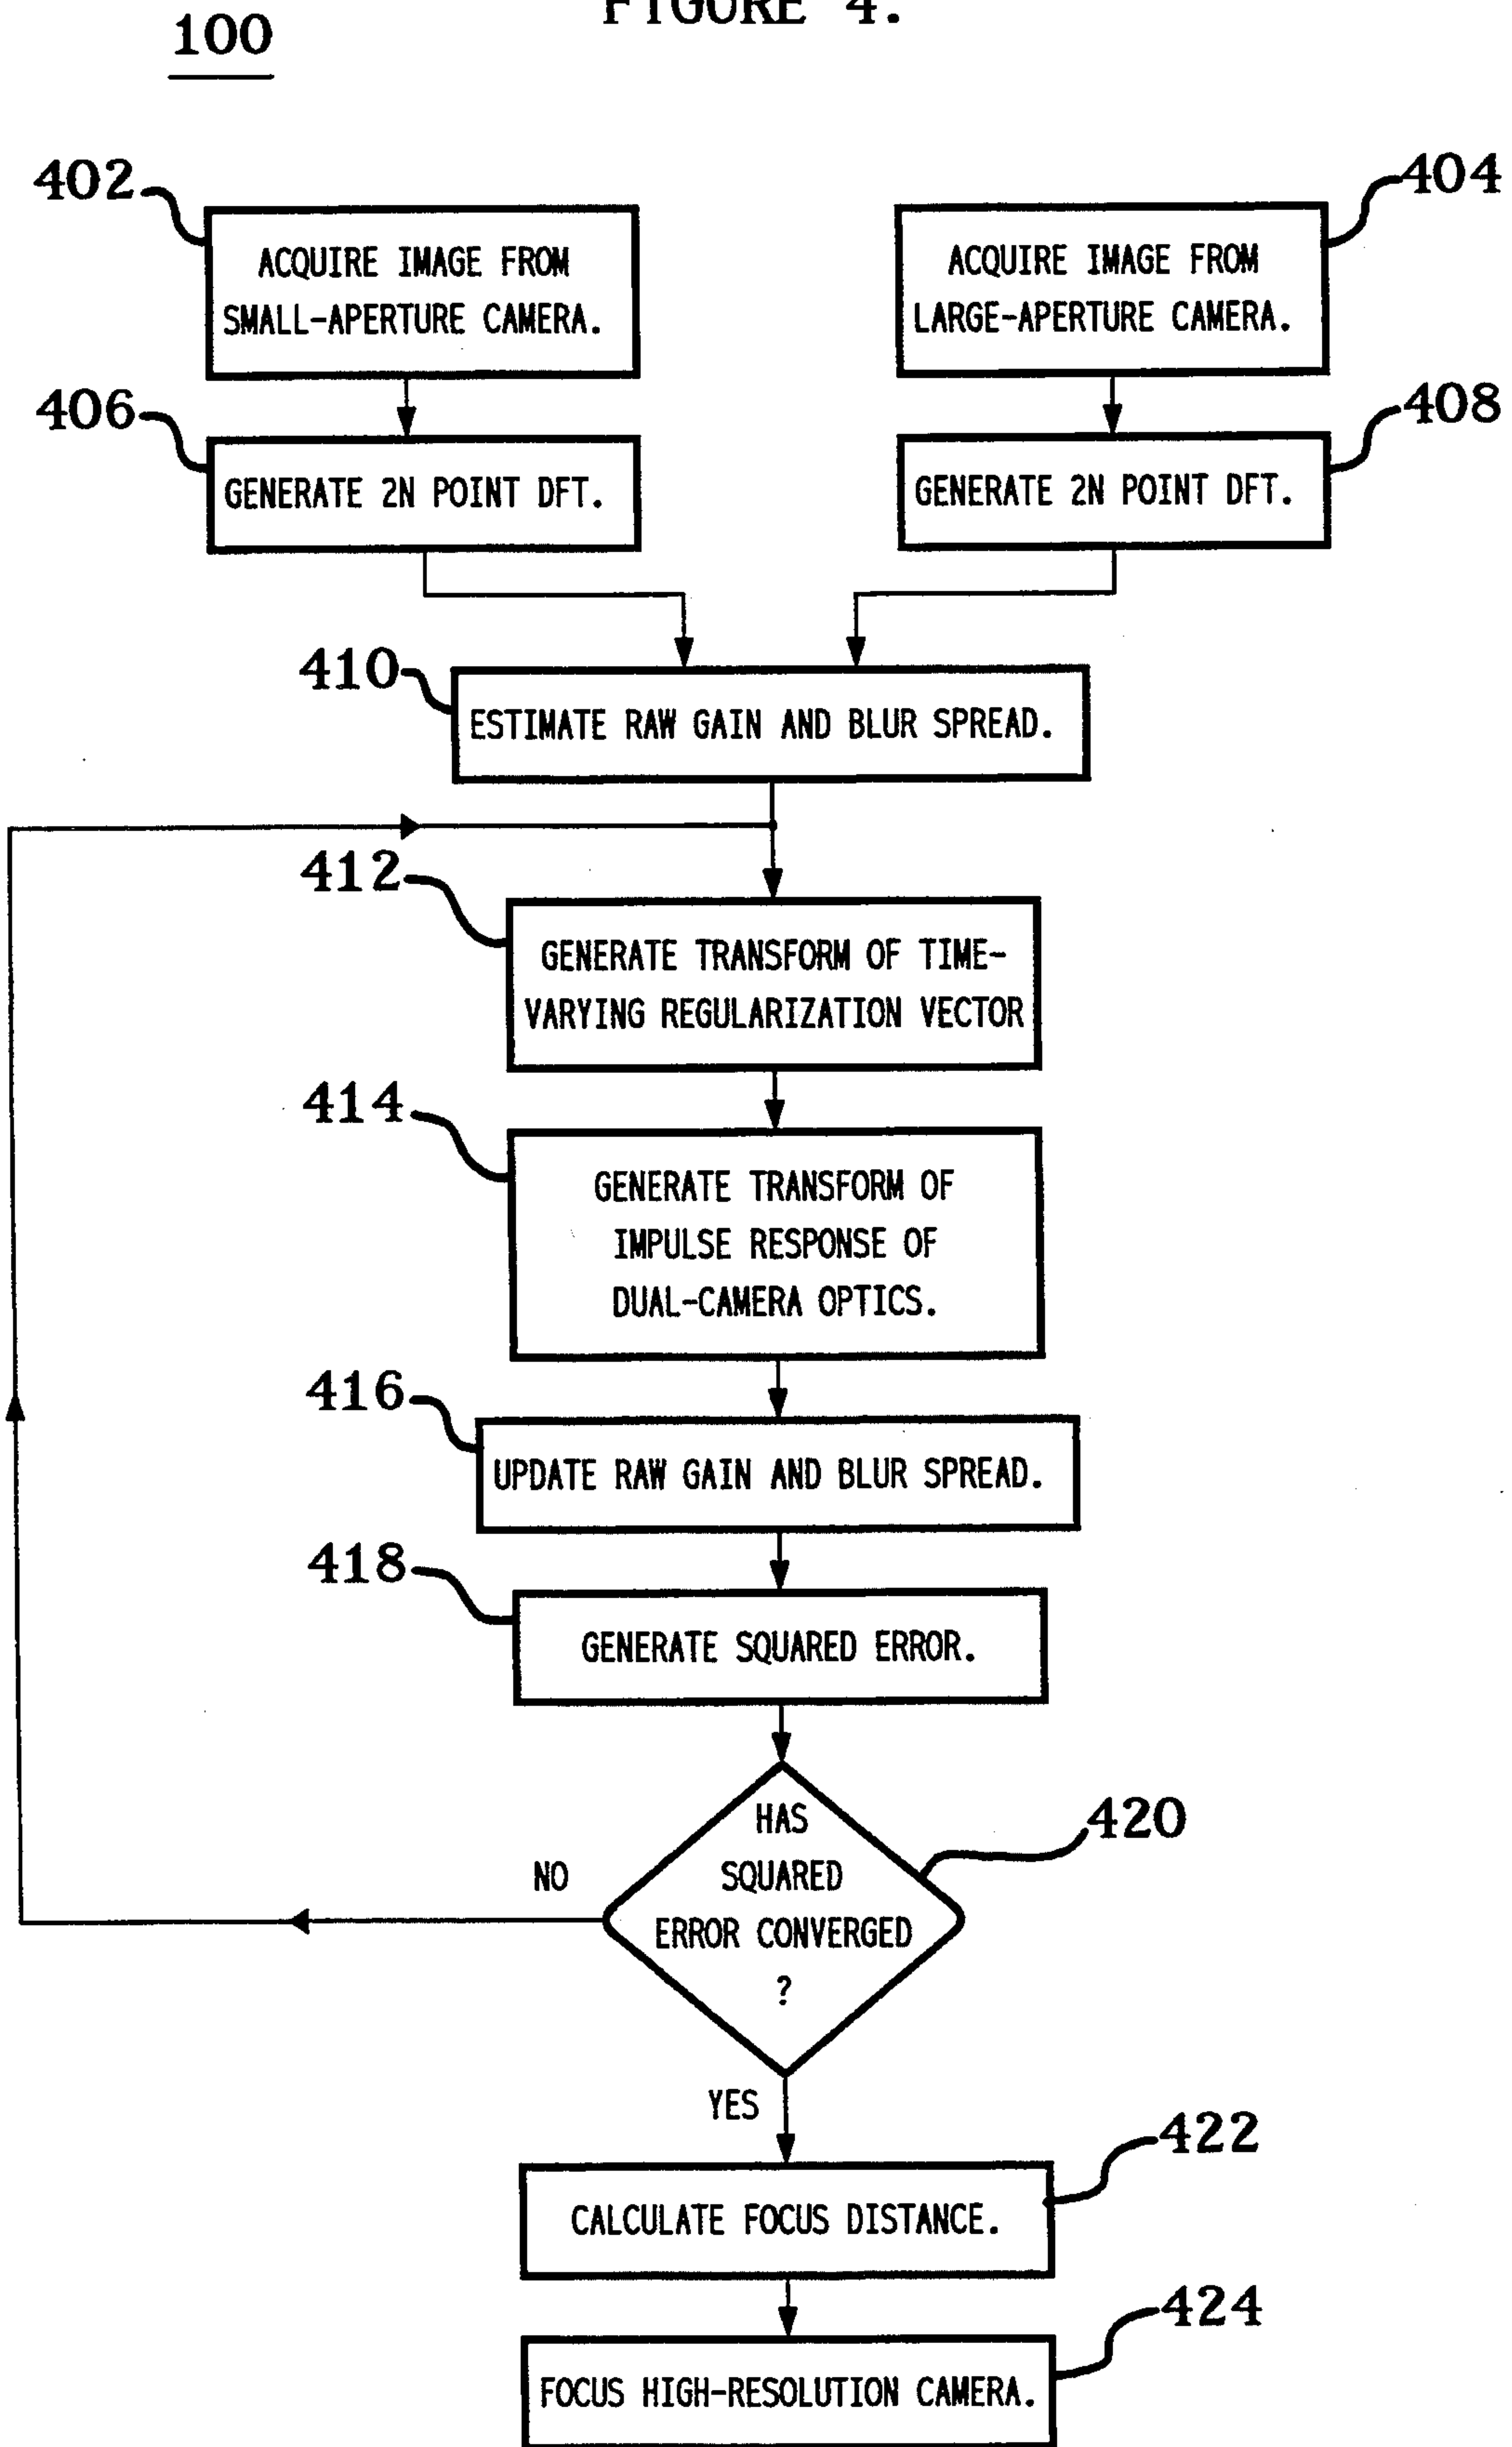 FIGURE 4.
100
402
404
ACQUIRE IMAGE FROM
SMALL-APERTURE CAMERA.
ACQUIRE IMAGE FROM
LARGE-APERTURE CAMERA.
406
408
GENERATE 2N POINT DFT.
GENERATE 2N POINT DFT.
410
ESTIMATE RAW GAIN AND BLUR SPREAD.
412
GENERATE TRANSFORM OF TIME-
VARYING REGULARIZATION VECTOR
414
GENERATE TRANSFORM OF
IMPULSE RESPONSE OF
DUAL-CAMERA OPTICS.
416
UPDATE RAW GAIN AND BLUR SPREAD.
418
GENERATE SQUARED ERROR.
420
HAS
SQUARED
ERROR CONVERGED
?
NO
YES
422
CALCULATE FOCUS DISTANCE.
424
FOCUS HIGH-RESOLUTION CAMERA.